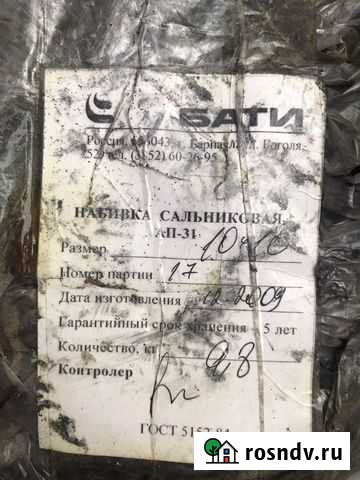 БАТИ
Россия, 656043, г. Барнаул, ул. Гоголя,
252 тел. (3852) 60-26-95
НАБИВКА САЛЬНИКОВАЯ
АП-31
Размер 10х10
Номер партии 17
Дата изготовления 12-2009
Гарантийный срок хранения 5 лет
Количество, кг 9,8
Контролер
ГОСТ 5152-84
rosndv.ru